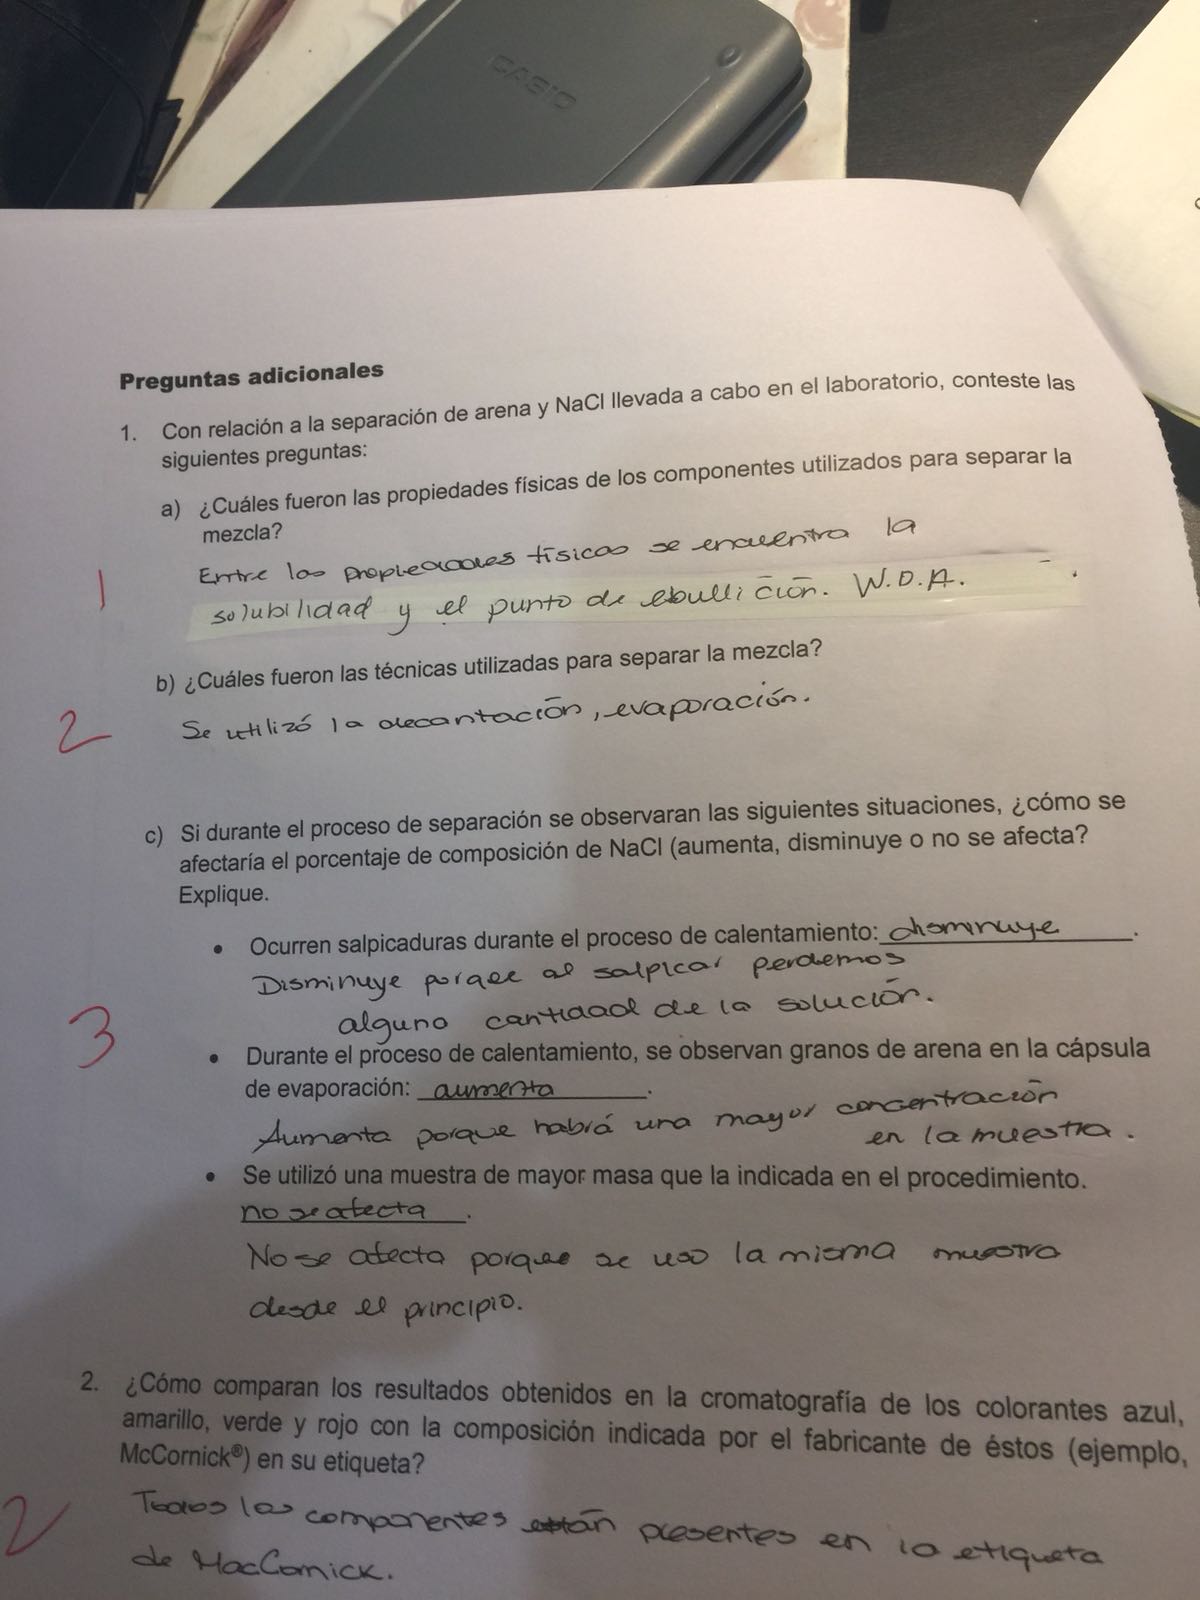 CASIO
Preguntas adicionales
1. Con relación a la separación de arena y NaCl llevada a cabo en el laboratorio, conteste las
siguientes preguntas:
a) ¿Cuáles fueron las propiedades físicas de los componentes utilizados para separar la
mezcla?
Entre las propiedades físicas se encuentra la
1
solubilidad y el punto de ebullición. W.D.A.
b) ¿Cuáles fueron las técnicas utilizadas para separar la mezcla?
2
Se utilizó la decantación, evaporación.
c) Si durante el proceso de separación se observaran las siguientes situaciones, ¿cómo se
afectaría el porcentaje de composición de NaCl (aumenta, disminuye o no se afecta?
Explique.
• Ocurren salpicaduras durante el proceso de calentamiento: disminuye.
Disminuye porque al salpicar perdemos
alguno cantidad de la solución.
3
• Durante el proceso de calentamiento, se observan granos de arena en la cápsula
de evaporación: aumenta.
Aumenta porque habrá una mayor concentración
en la muestra.
• Se utilizó una muestra de mayor masa que la indicada en el procedimiento.
no se afecta.
No se afecta porque se uso la misma muestra
desde el principio.
2. ¿Cómo comparan los resultados obtenidos en la cromatografía de los colorantes azul,
amarillo, verde y rojo con la composición indicada por el fabricante de éstos (ejemplo,
McCornick®) en su etiqueta?
2
Todos los componentes están presentes en la etiqueta
de MacCornick.